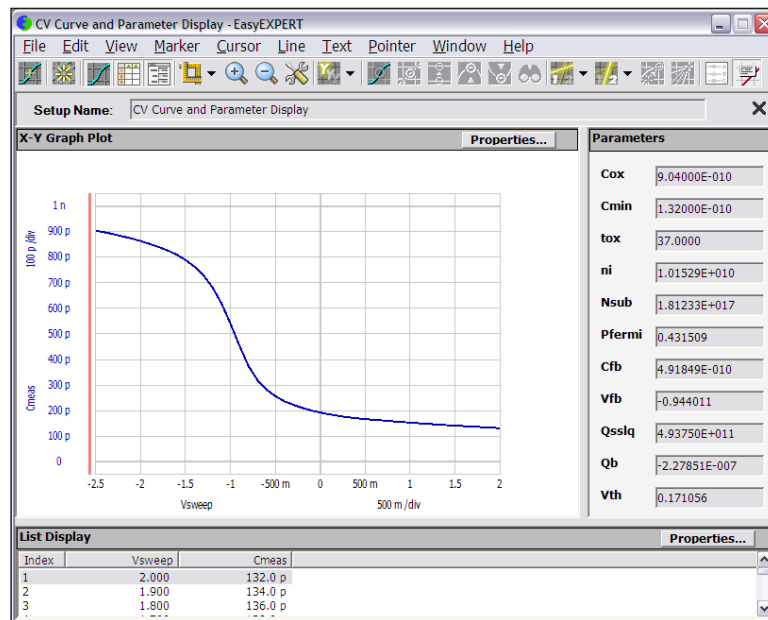 CV Curve and Parameter Display - EasyEXPERT
File Edit View Marker Cursor Line Text Pointer Window Help
Setup Name: CV Curve and Parameter Display
X-Y Graph Plot Properties...
1 n
900 p
800 p
700 p
600 p
500 p
400 p
300 p
200 p
100 p
0
100 p /div
Cmeas
-2.5 -2 -1.5 -1 -500 m 0 500 m 1 1.5 2
Vsweep 500 m /div
Parameters
Cox 9.04000E-010
Cmin 1.32000E-010
tox 37.0000
ni 1.01529E+010
Nsub 1.81233E+017
Pfermi 0.431509
Cfb 4.91849E-010
Vfb -0.944011
Qsslq 4.93750E+011
Qb -2.27851E-007
Vth 0.171056
List Display Properties...
Index Vsweep Cmeas
1 2.000 132.0 p
2 1.900 134.0 p
3 1.800 136.0 p